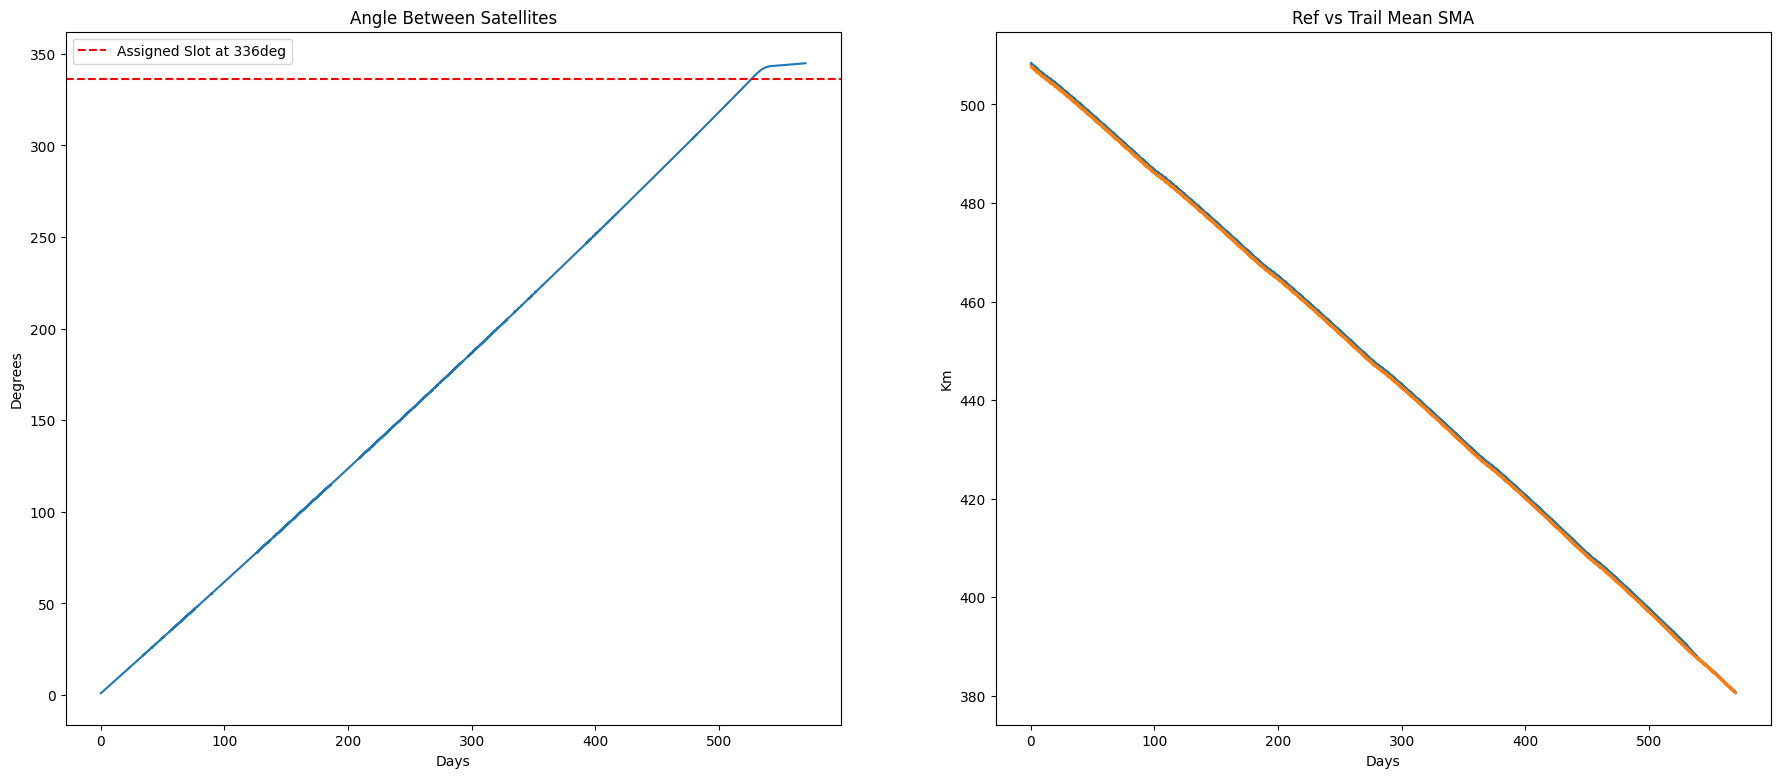 Angle Between Satellites
Assigned Slot at 336deg
350
300
250
200
150
100
50
0
Degrees
0 100 200 300 400 500
Days
Ref vs Trail Mean SMA
500
480
460
440
420
400
380
Km
0 100 200 300 400 500
Days